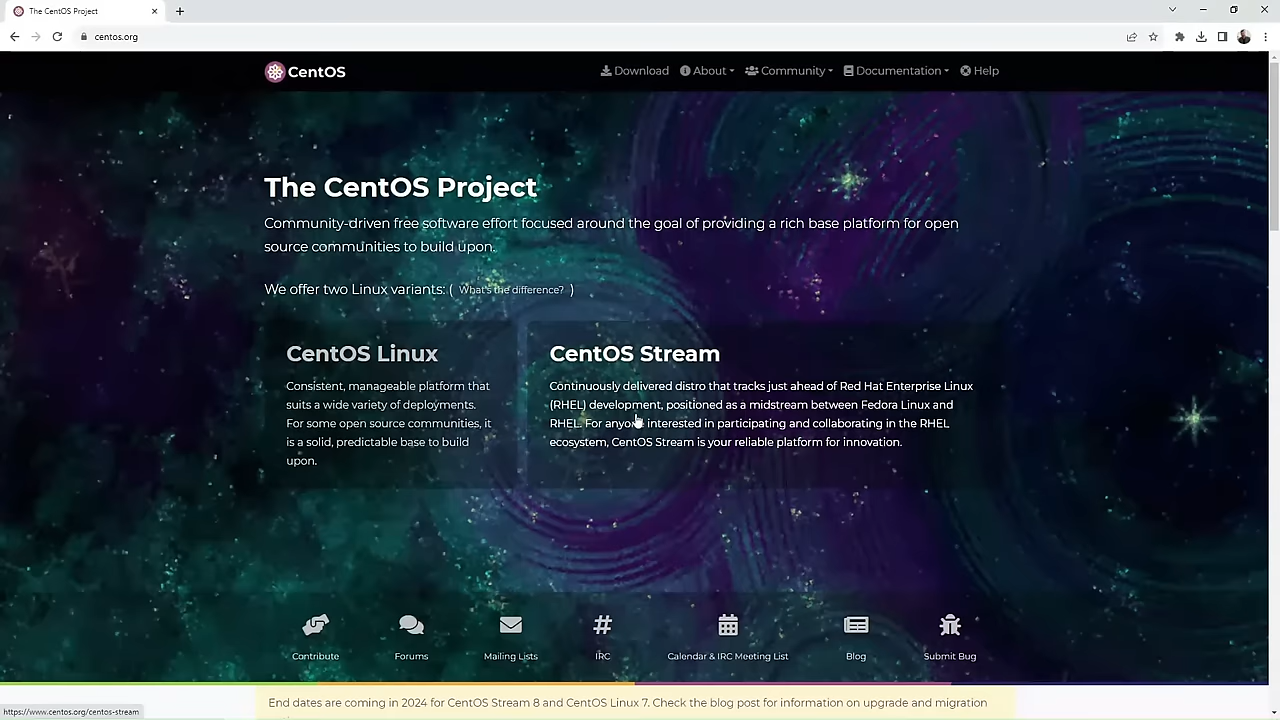 The CentOS Project
centos.org
CentOS
Download
About
Community
Documentation
Help
The CentOS Project
Community-driven free software effort focused around the goal of providing a rich base platform for open
source communities to build upon.
We offer two Linux variants: ( What's the difference? )
CentOS Linux
Consistent, manageable platform that
suits a wide variety of deployments.
For some open source communities, it
is a solid, predictable base to build
upon.
CentOS Stream
Continuously delivered distro that tracks just ahead of Red Hat Enterprise Linux
(RHEL) development, positioned as a midstream between Fedora Linux and
RHEL. For anyone interested in participating and collaborating in the RHEL
ecosystem, CentOS Stream is your reliable platform for innovation.
Contribute
Forums
Mailing Lists
IRC
Calendar & IRC Meeting List
Blog
Submit Bug
End dates are coming in 2024 for CentOS Stream 8 and CentOS Linux 7. Check the blog post for information on upgrade and migration
https://www.centos.org/centos-stream